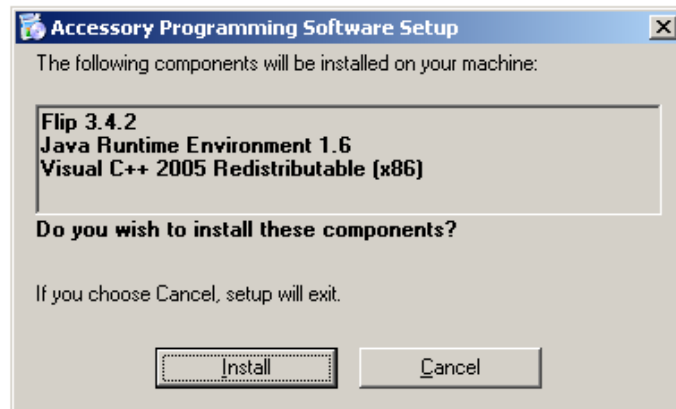 Accessory Programming Software Setup
The following components will be installed on your machine:
Flip 3.4.2
Java Runtime Environment 1.6
Visual C++ 2005 Redistributable (x86)
Do you wish to install these components?
If you choose Cancel, setup will exit.
Install
Cancel